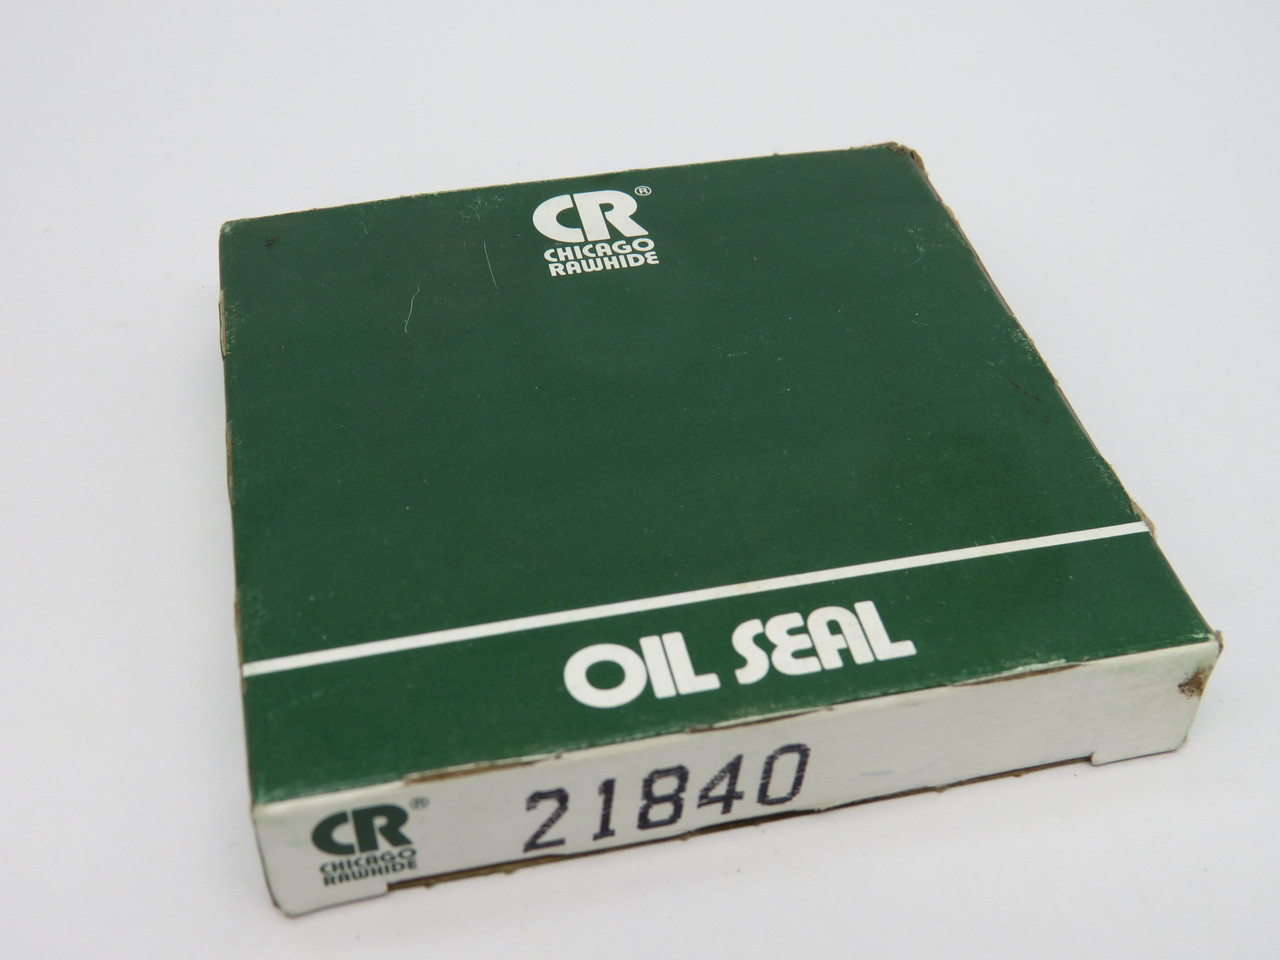 CR®
CHICAGO
RAWHIDE
OIL SEAL
CR®
CHICAGO
RAWHIDE
21840